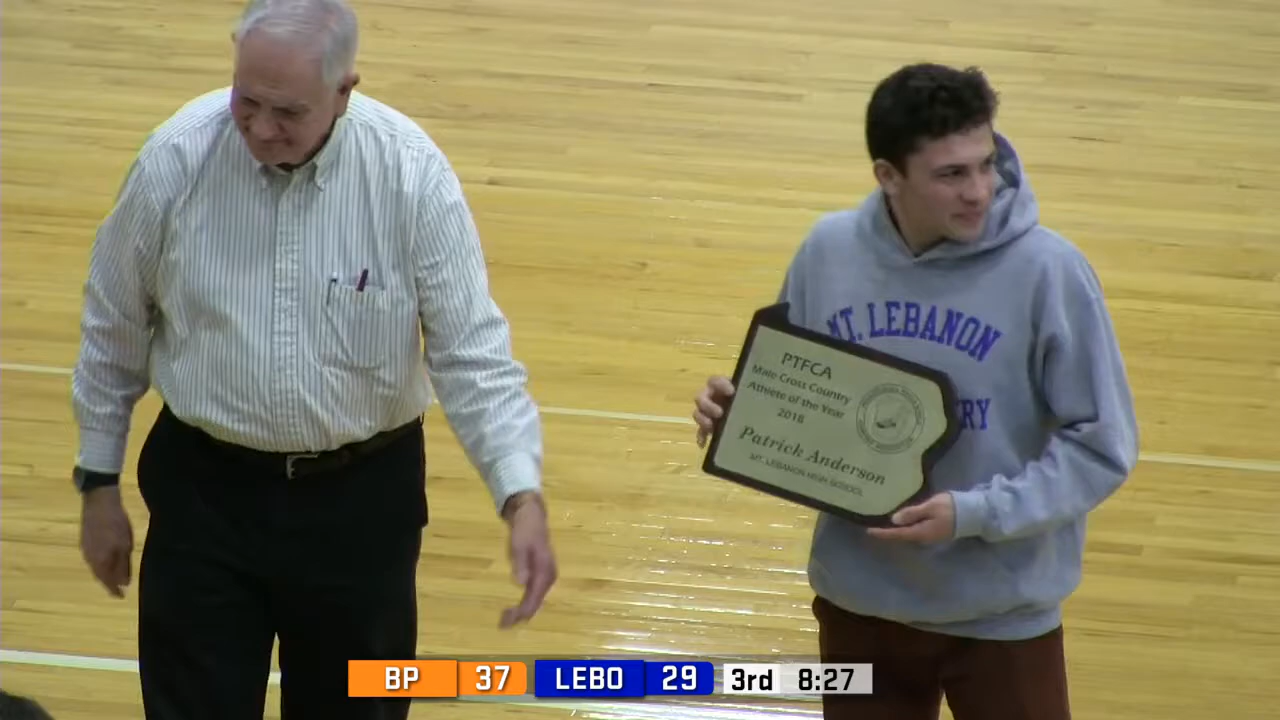 MT. LEBANON
RY
PTFCA
Male Cross Country
Athlete of the Year
2018
Patrick Anderson
MT. LEBANON HIGH SCHOOL
BP 37 LEBO 29 3rd 8:27